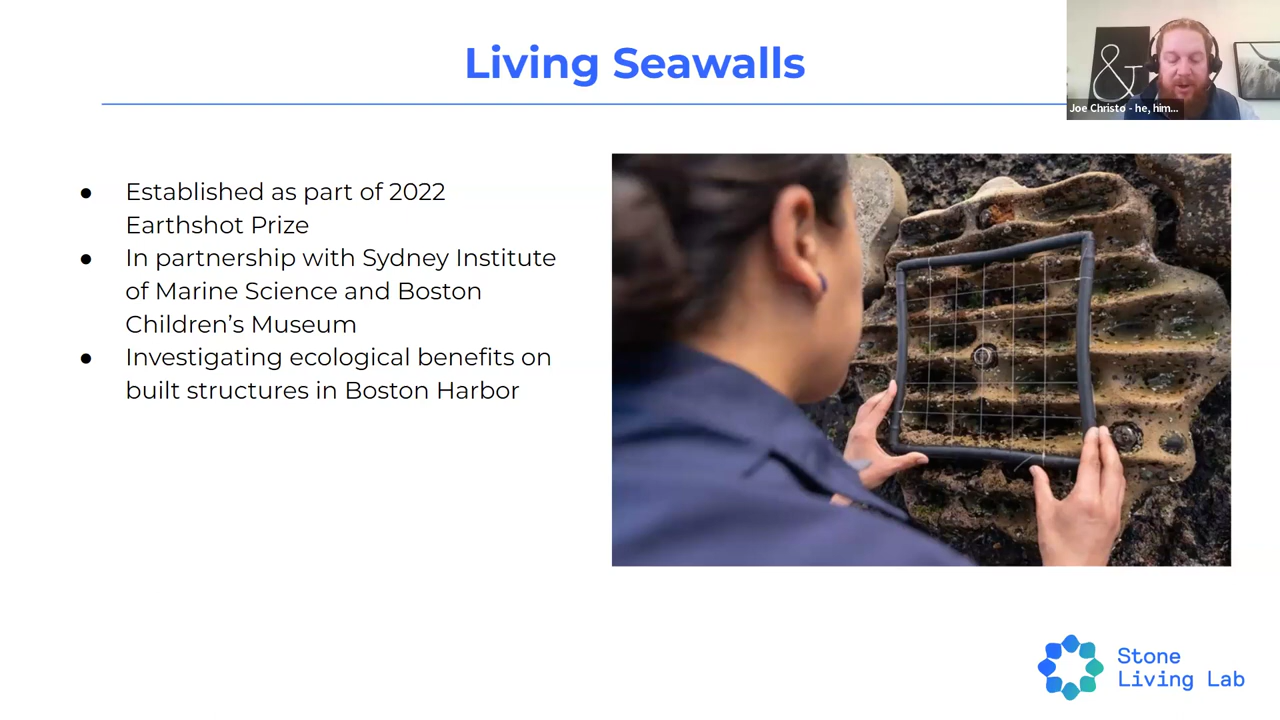 Living Seawalls
Joe Christo - he, him...
● Established as part of 2022
Earthshot Prize
● In partnership with Sydney Institute
of Marine Science and Boston
Children’s Museum
● Investigating ecological benefits on
built structures in Boston Harbor
&
Stone
Living Lab